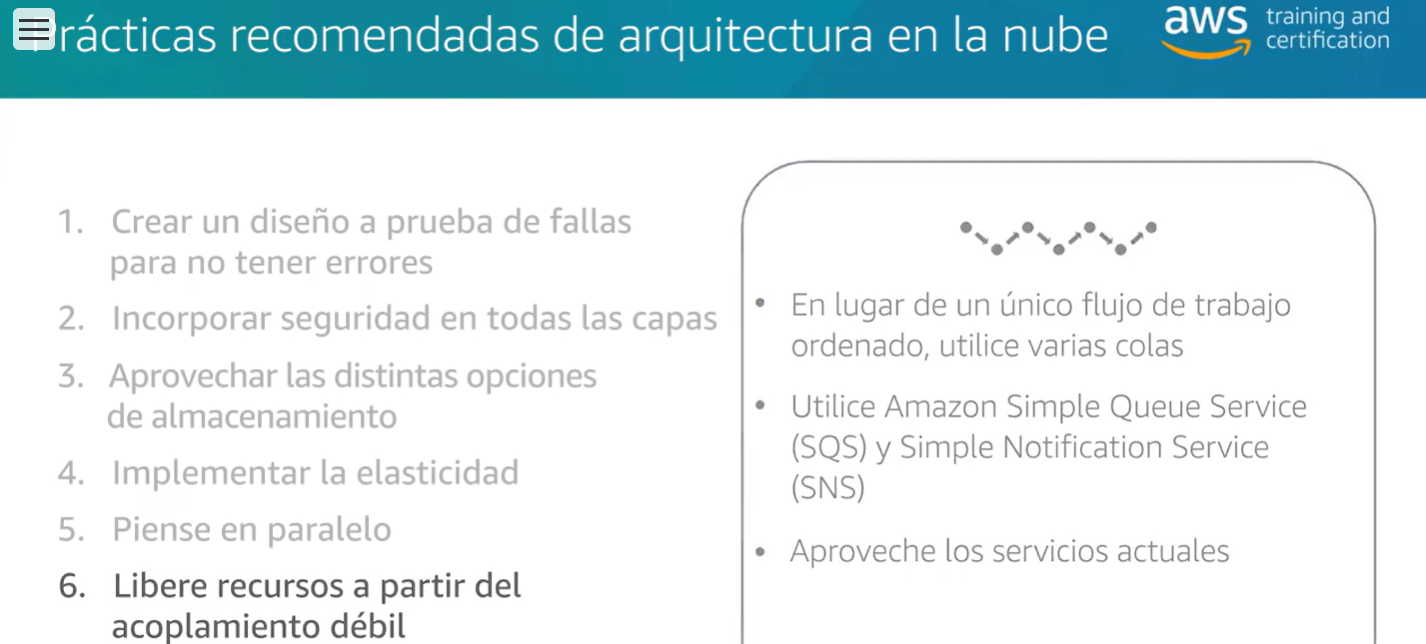 Prácticas recomendadas de arquitectura en la nube
aws training and
certification
1. Crear un diseño a prueba de fallas
para no tener errores
2. Incorporar seguridad en todas las capas
3. Aprovechar las distintas opciones
de almacenamiento
4. Implementar la elasticidad
5. Piense en paralelo
6. Libere recursos a partir del
acoplamiento débil
• En lugar de un único flujo de trabajo
ordenado, utilice varias colas
• Utilice Amazon Simple Queue Service
(SQS) y Simple Notification Service
(SNS)
• Aproveche los servicios actuales